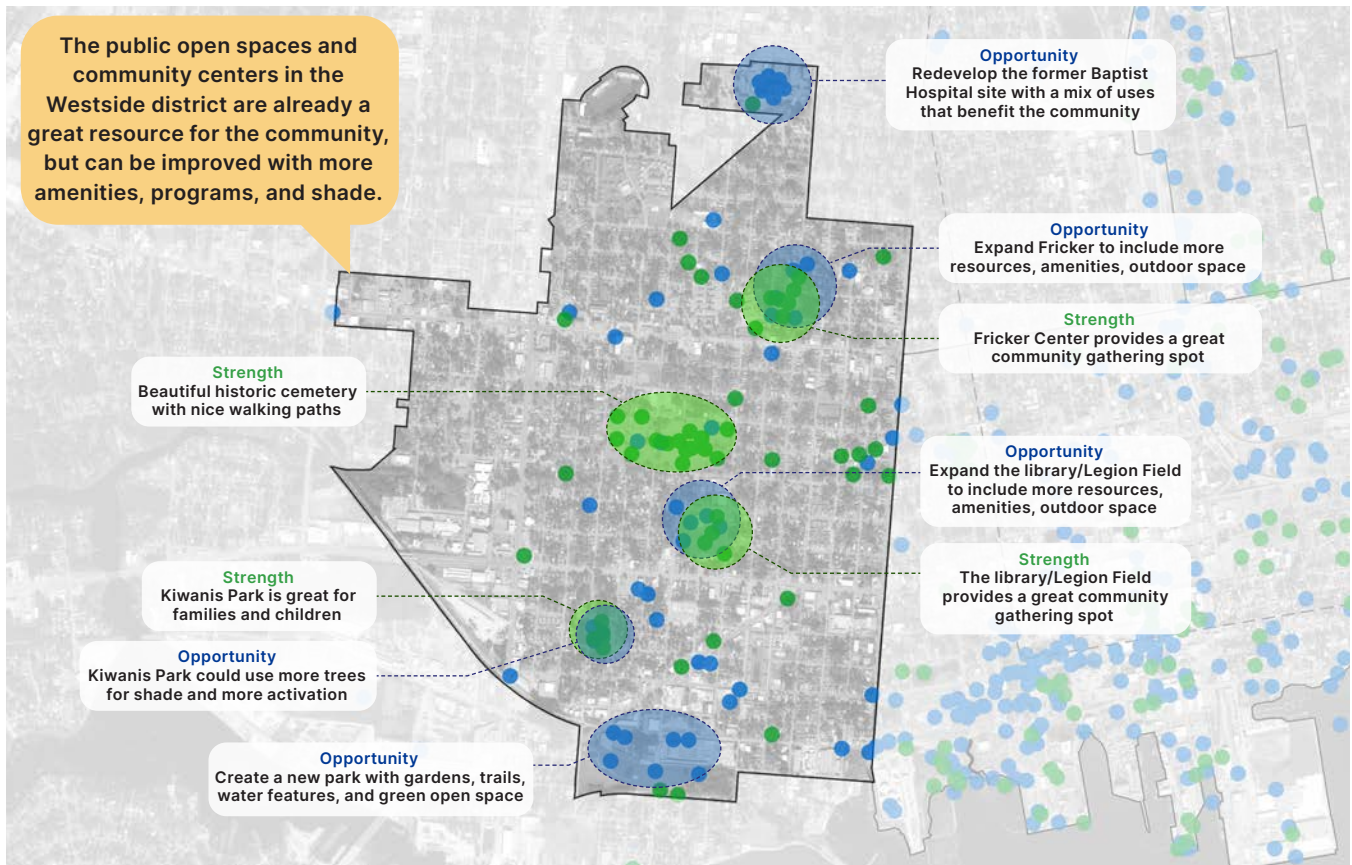 The public open spaces and
community centers in the
Westside district are already a
great resource for the community,
but can be improved with more
amenities, programs, and shade.
Opportunity
Redevelop the former Baptist
Hospital site with a mix of uses
that benefit the community
Opportunity
Expand Fricker to include more
resources, amenities, outdoor space
Strength
Fricker Center provides a great
community gathering spot
Strength
Beautiful historic cemetery
with nice walking paths
Opportunity
Expand the library/Legion Field
to include more resources,
amenities, outdoor space
Strength
The library/Legion Field
provides a great community
gathering spot
Strength
Kiwanis Park is great for
families and children
Opportunity
Kiwanis Park could use more trees
for shade and more activation
Opportunity
Create a new park with gardens, trails,
water features, and green open space